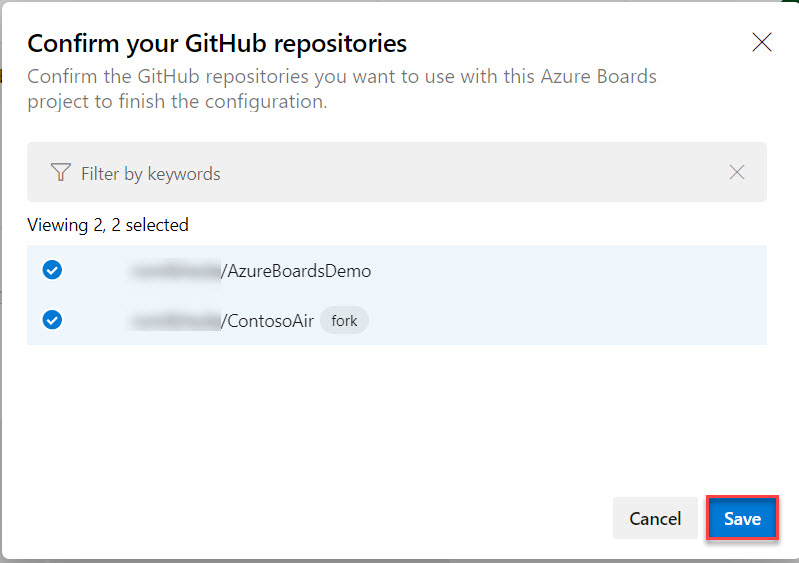 Confirm your GitHub repositories
Confirm the GitHub repositories you want to use with this Azure Boards
project to finish the configuration.
Filter by keywords
Viewing 2, 2 selected
/AzureBoardsDemo
/ContosoAir fork
Cancel Save